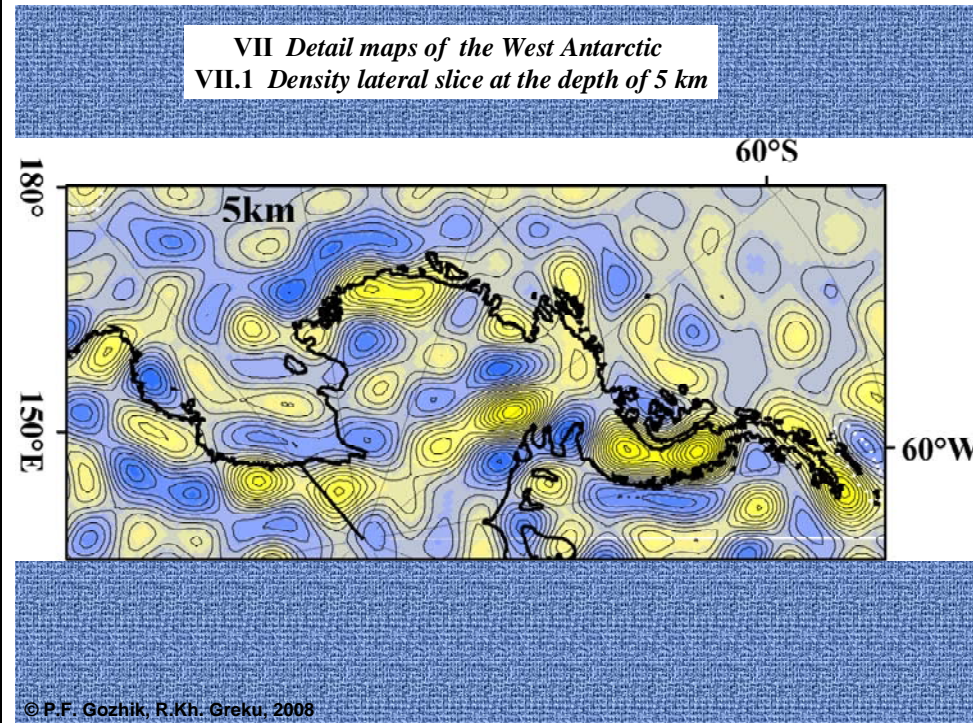 VII Detail maps of the West Antarctic
VII.1 Density lateral slice at the depth of 5 km
60°S
180°
5km
150°E
60°W
© P.F. Gozhik, R.Kh. Greku, 2008